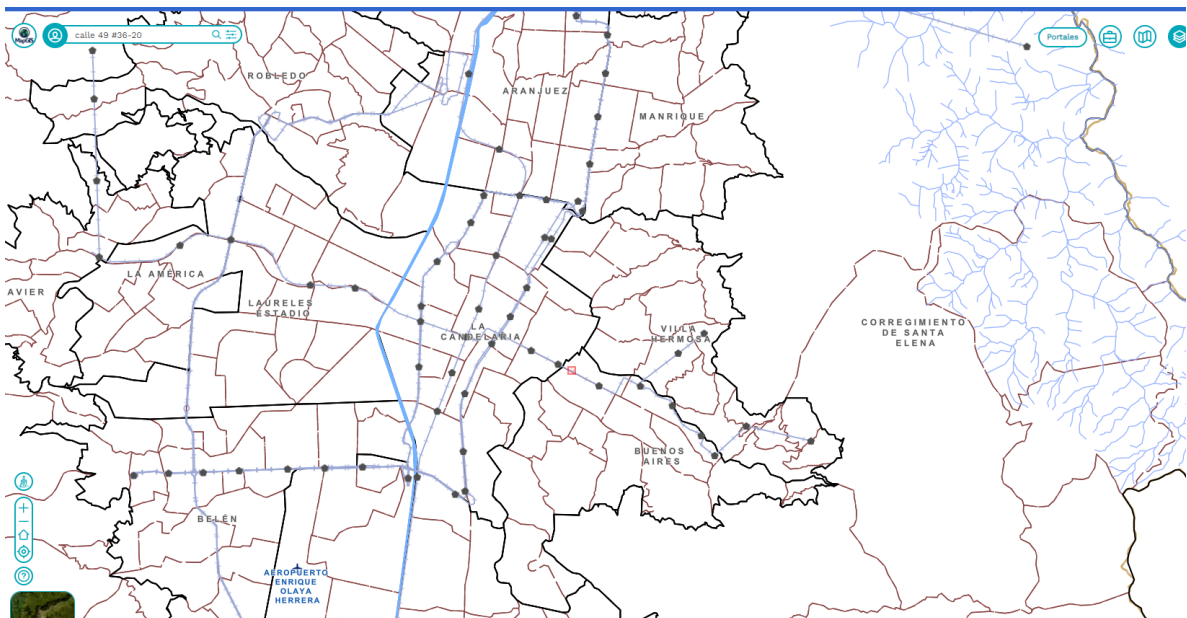 MapGIS
calle 49 #36-20
Portales
ROBLEDO
ARANJUEZ
MANRIQUE
LA AMÉRICA
AVIER
LAURELES
ESTADIO
LA
CANDELARIA
VILLA
HERMOSA
CORREGIMIENTO
DE SANTA
ELENA
BUENOS
AIRES
BELÉN
AEROPUERTO
ENRIQUE
OLAYA
HERRERA